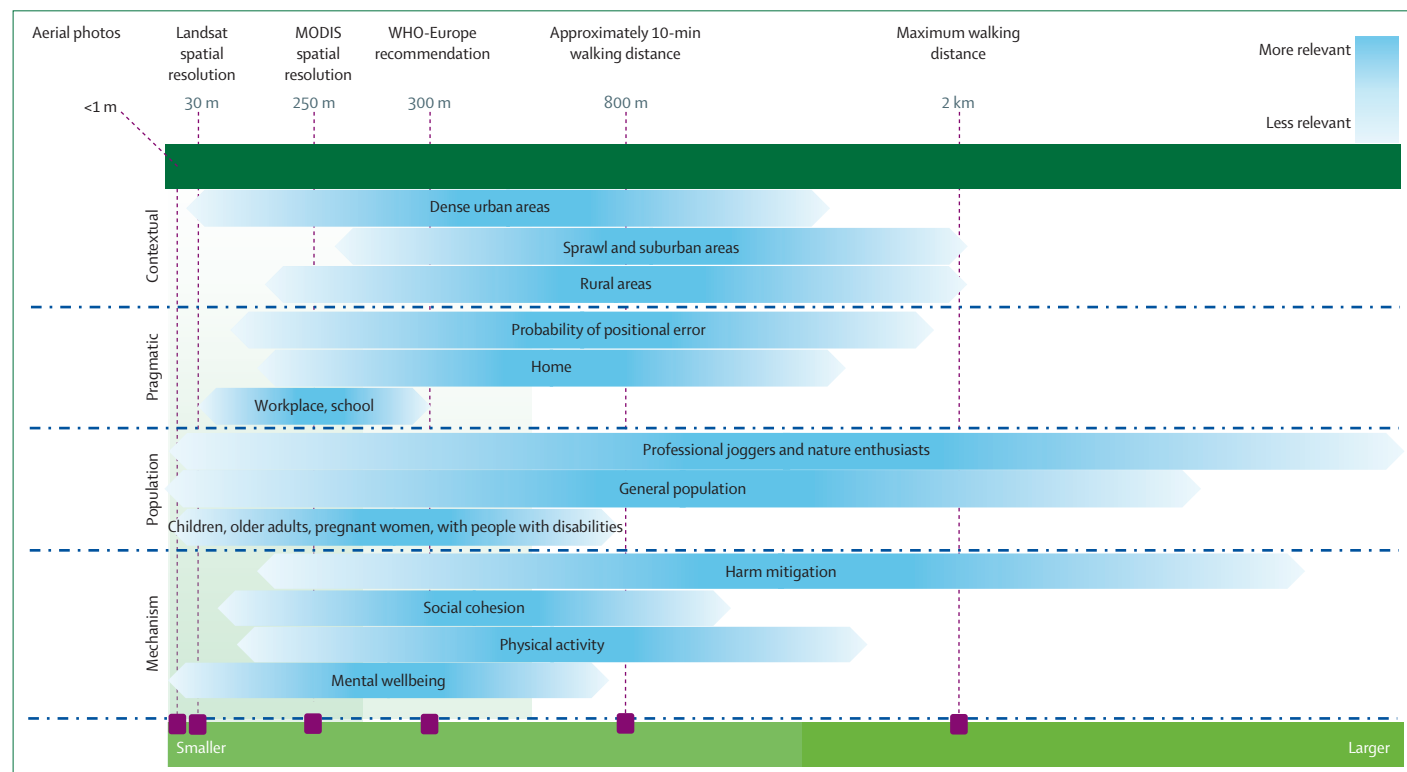 Aerial photos
Landsat
spatial
resolution
MODIS
spatial
resolution
WHO-Europe
recommendation
Approximately 10-min
walking distance
Maximum walking
distance
More relevant
Less relevant
<1 m
30 m
250 m
300 m
800 m
2 km
Contextual
Dense urban areas
Sprawl and suburban areas
Rural areas
Pragmatic
Probability of positional error
Home
Workplace, school
Population
Professional joggers and nature enthusiasts
General population
Children, older adults, pregnant women, with people with disabilities
Mechanism
Harm mitigation
Social cohesion
Physical activity
Mental wellbeing
Smaller
Larger